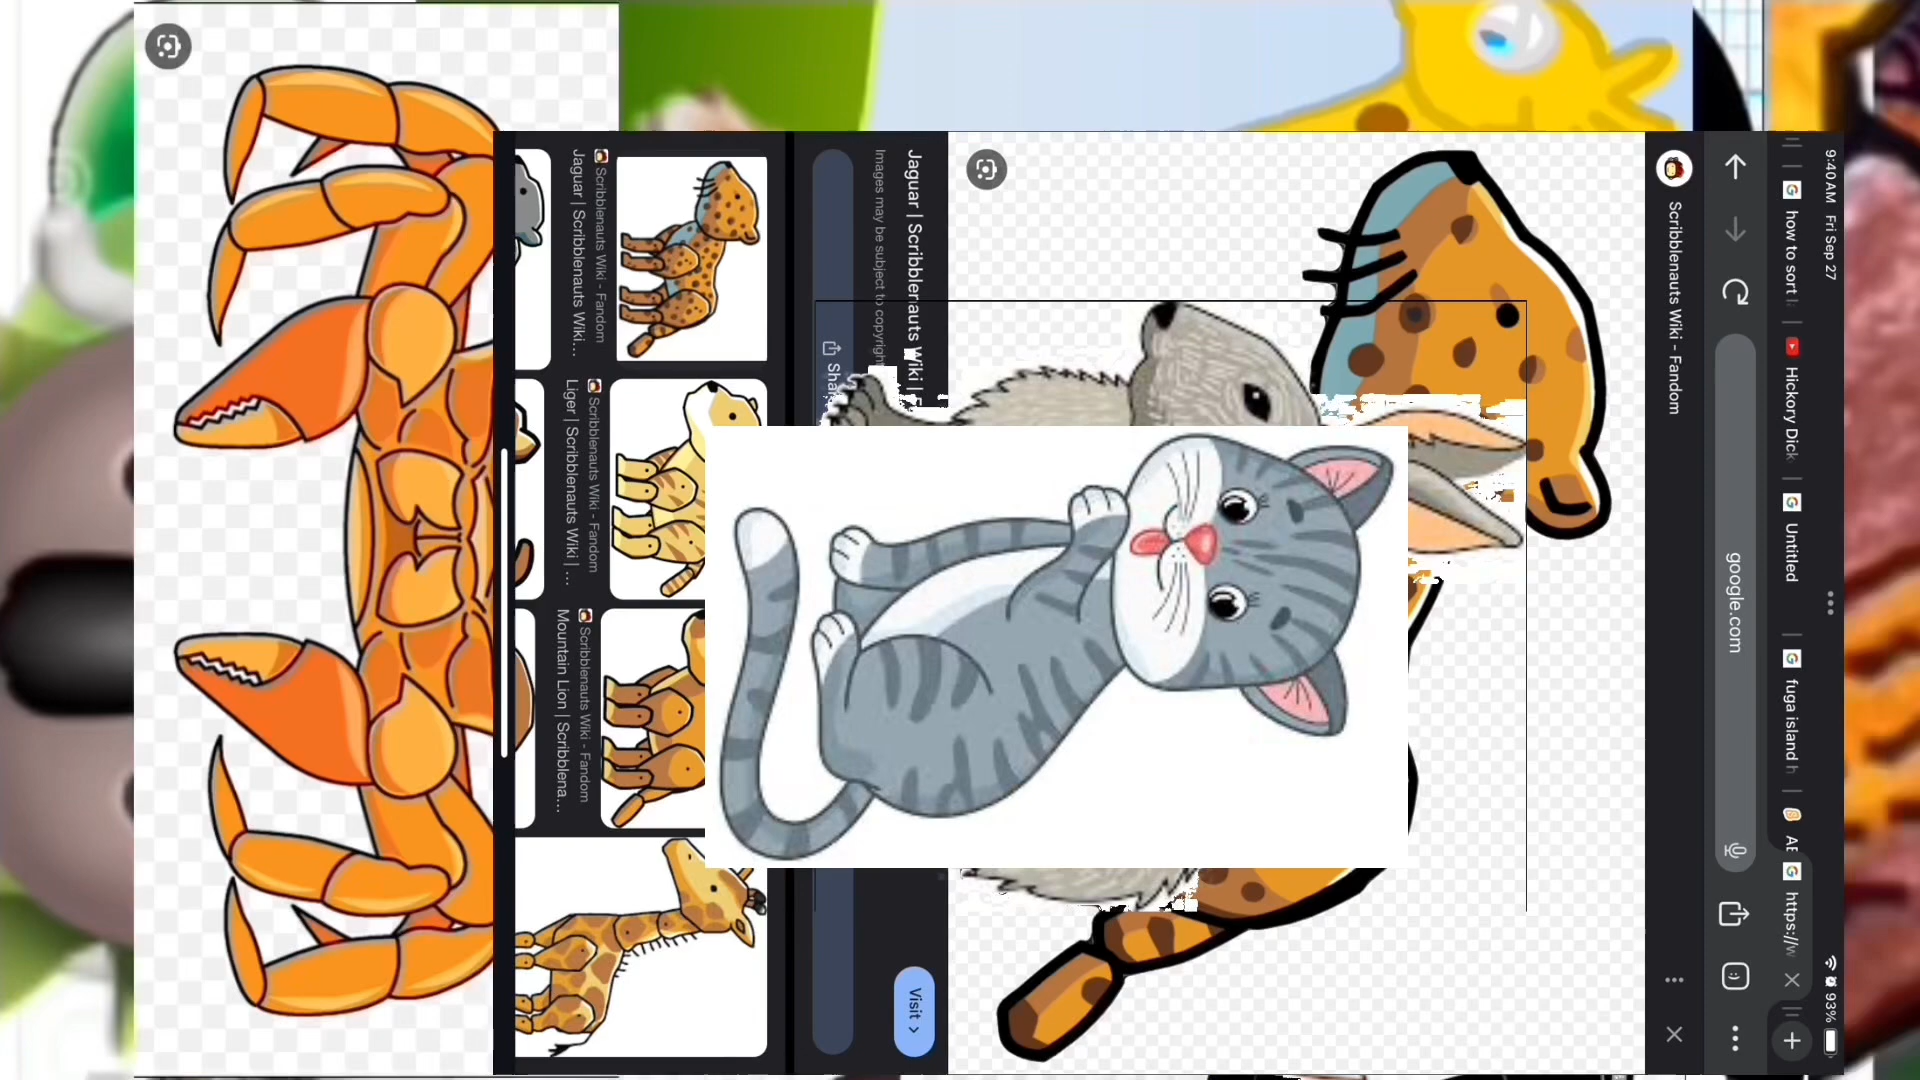 9:40 AM Fri Sep 27
93%
how to sort
Hickory Dick
Untitled
fuga island h
https://w
google.com
Scribblenauts Wiki - Fandom
Jaguar | Scribblenauts Wiki |
Images may be subject to copyright
Visit >
Scribblenauts Wiki - Fandom
Jaguar | Scribblenauts Wiki...
Scribblenauts Wiki - Fandom
Liger | Scribblenauts Wiki | ...
Scribblenauts Wiki - Fandom
Mountain Lion | Scribblena...